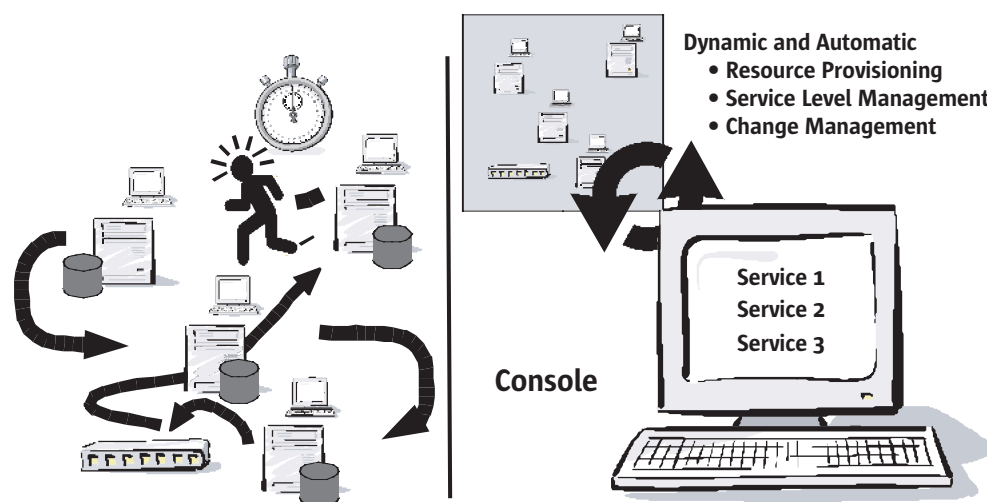 Dynamic and Automatic
• Resource Provisioning
• Service Level Management
• Change Management
Service 1
Service 2
Service 3
Console